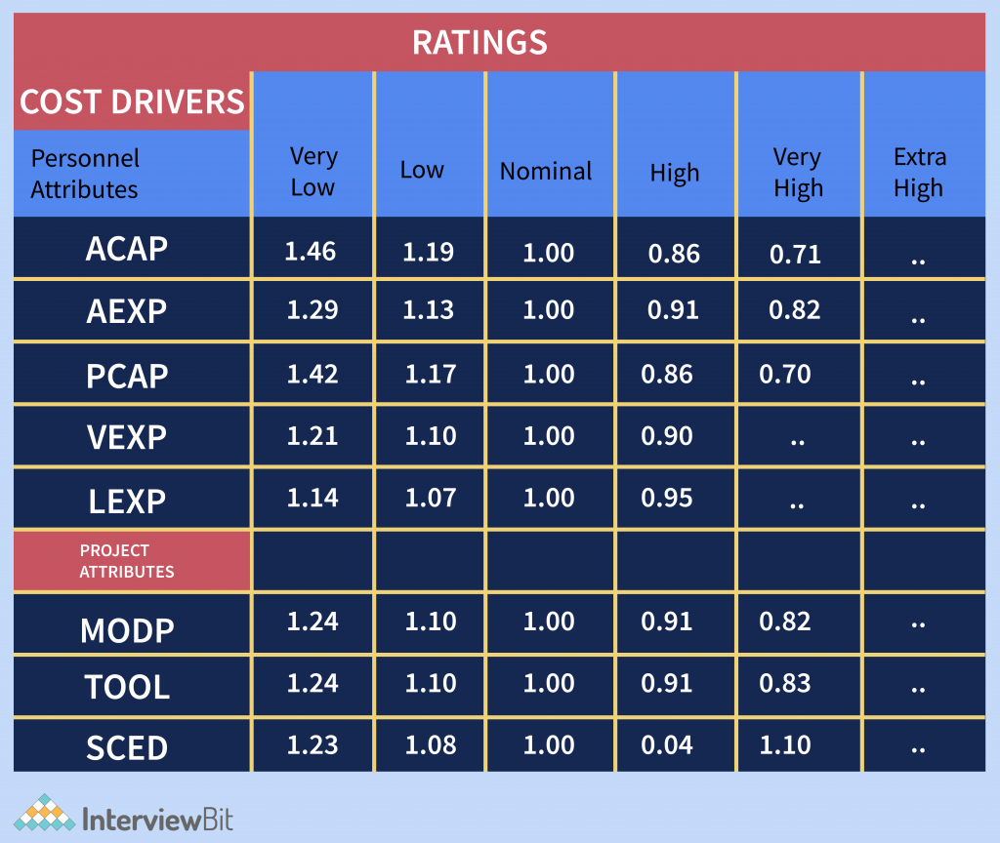 RATINGS
COST DRIVERS
Personnel
Attributes
Very
Low
Low
Nominal
High
Very
High
Extra
High
ACAP 1.46 1.19 1.00 0.86 0.71 ..
AEXP 1.29 1.13 1.00 0.91 0.82 ..
PCAP 1.42 1.17 1.00 0.86 0.70 ..
VEXP 1.21 1.10 1.00 0.90 .. ..
LEXP 1.14 1.07 1.00 0.95 .. ..
PROJECT
ATTRIBUTES
MODP 1.24 1.10 1.00 0.91 0.82 ..
TOOL 1.24 1.10 1.00 0.91 0.83 ..
SCED 1.23 1.08 1.00 0.04 1.10 ..
InterviewBit